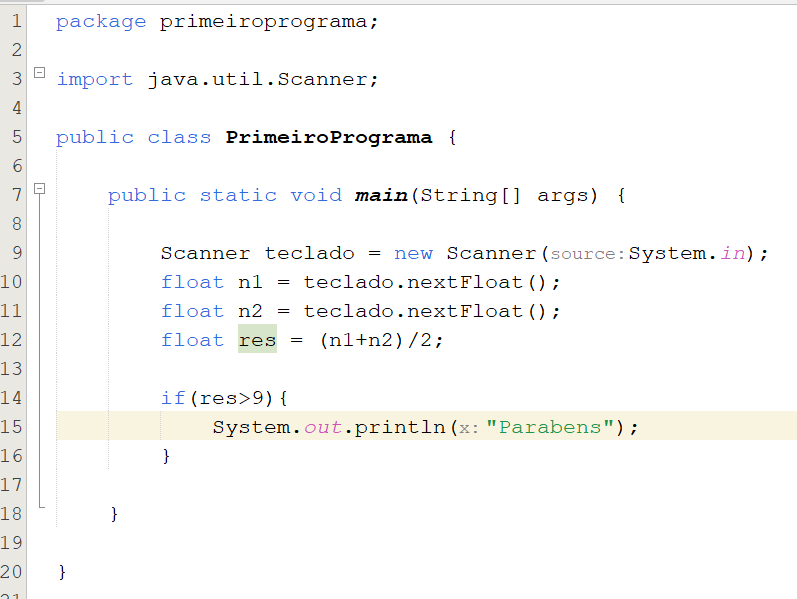 1 package primeiroprograma;
2
3 import java.util.Scanner;
4
5 public class PrimeiroPrograma {
6
7 public static void main(String[] args) {
8
9 Scanner teclado = new Scanner(source:System.in);
10 float n1 = teclado.nextFloat();
11 float n2 = teclado.nextFloat();
12 float res = (n1+n2)/2;
13
14 if(res>9){
15 System.out.println(x:"Parabens");
16 }
17
18 }
19
20 }
21